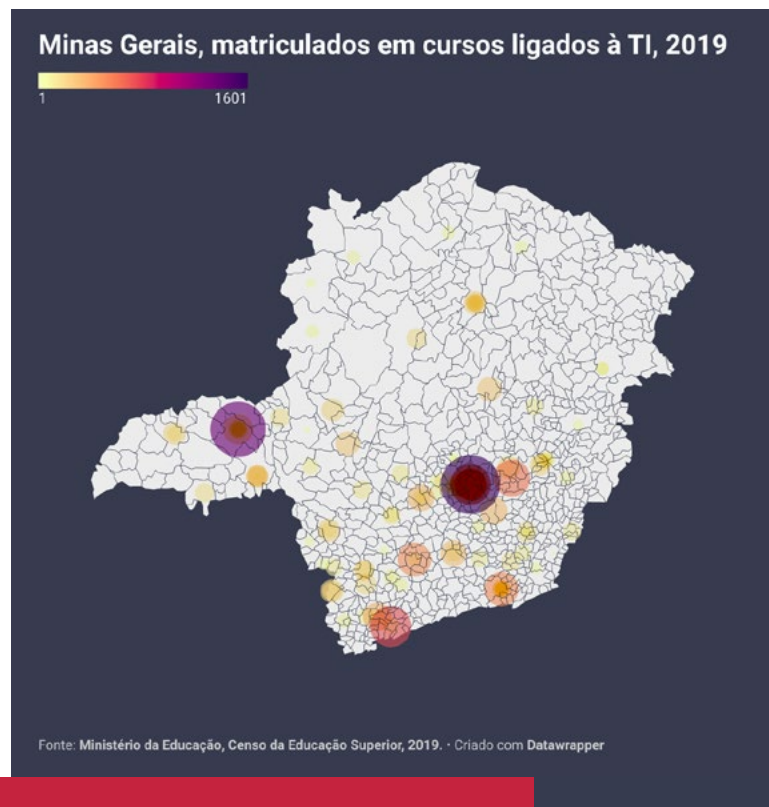 Minas Gerais, matriculados em cursos ligados à TI, 2019
1 1601
Fonte: Ministério da Educação, Censo da Educação Superior, 2019. · Criado com Datawrapper